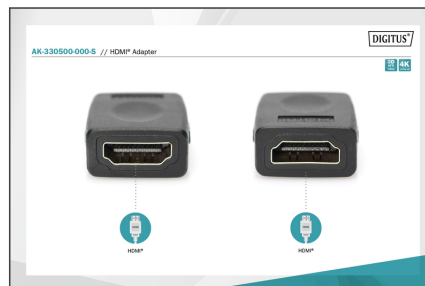 DIGITUS®
AK-330500-000-S // HDMI® Adapter
4K
HDMI®
HDMI®